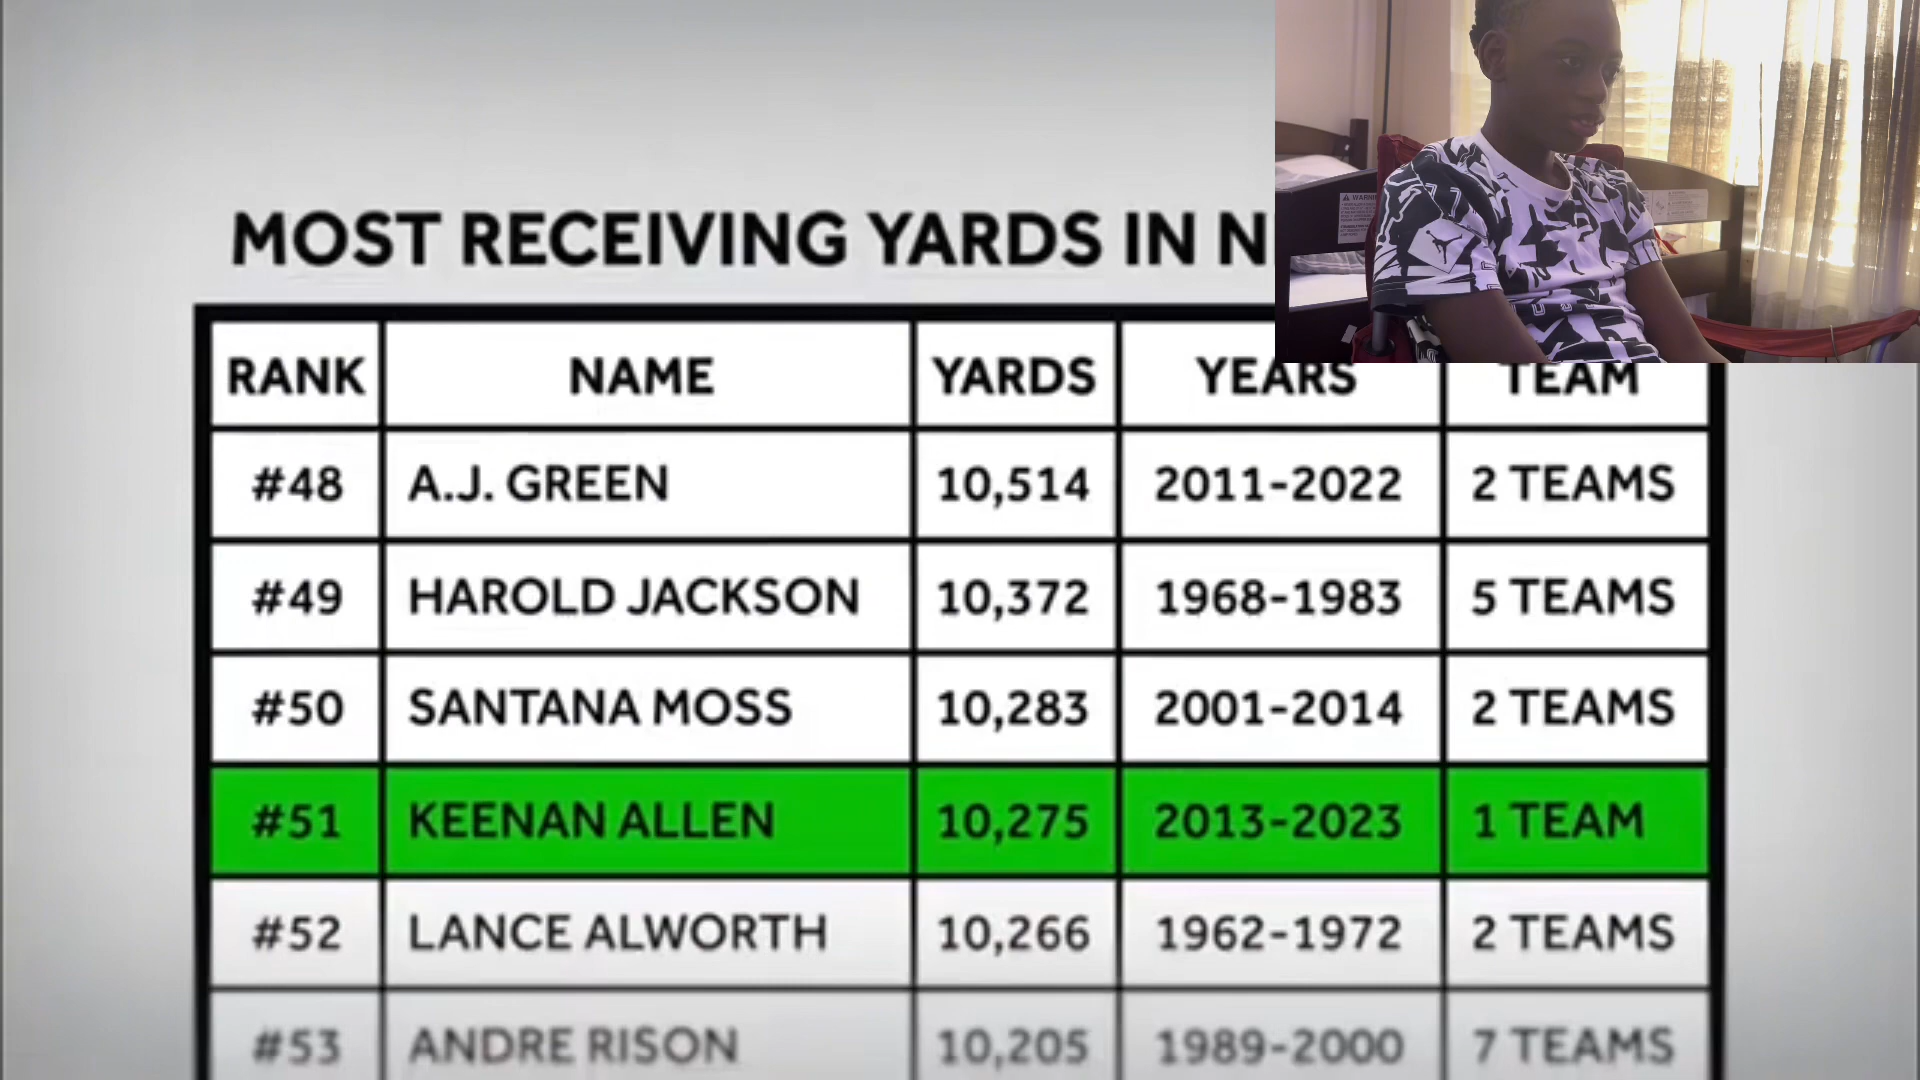 MOST RECEIVING YARDS IN N
RANK NAME YARDS YEARS TEAM
#48 A.J. GREEN 10,514 2011-2022 2 TEAMS
#49 HAROLD JACKSON 10,372 1968-1983 5 TEAMS
#50 SANTANA MOSS 10,283 2001-2014 2 TEAMS
#51 KEENAN ALLEN 10,275 2013-2023 1 TEAM
#52 LANCE ALWORTH 10,266 1962-1972 2 TEAMS
#53 ANDRE RISON 10,205 1989-2000 7 TEAMS